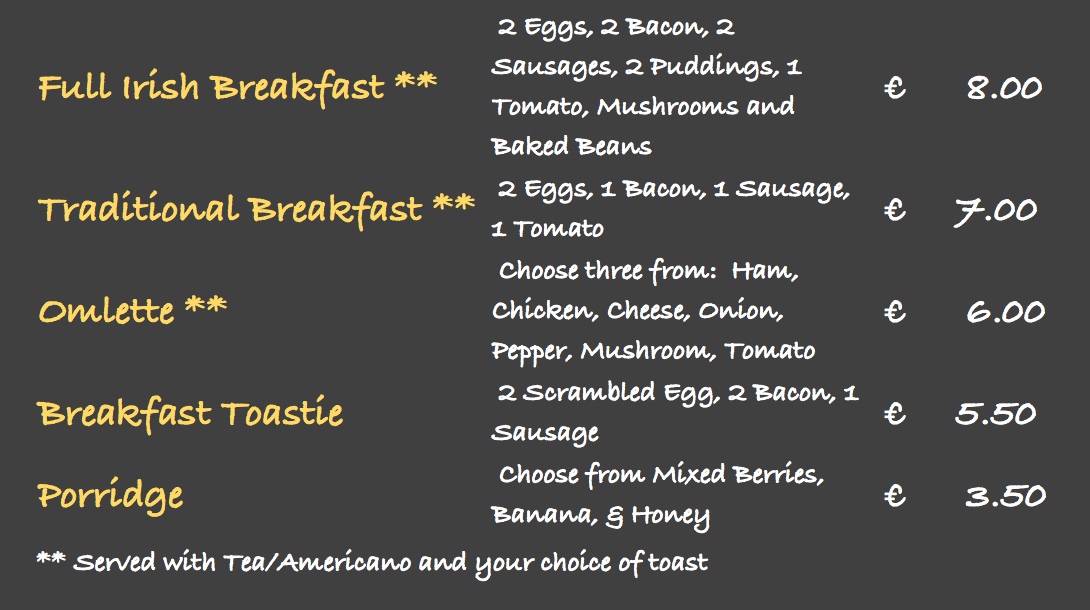 2 Eggs, 2 Bacon, 2
Sausages, 2 Puddings, 1
Full Irish Breakfast ** € 8.00
Tomato, Mushrooms and
Baked Beans
2 Eggs, 1 Bacon, 1 Sausage,
Traditional Breakfast ** € 7.00
1 Tomato
Choose three from: Ham,
Omlette ** Chicken, Cheese, Onion, € 6.00
Pepper, Mushroom, Tomato
2 Scrambled Egg, 2 Bacon, 1
Breakfast Toastie € 5.50
Sausage
Choose from Mixed Berries,
Porridge € 3.50
Banana, & Honey
** Served with Tea/Americano and your choice of toast